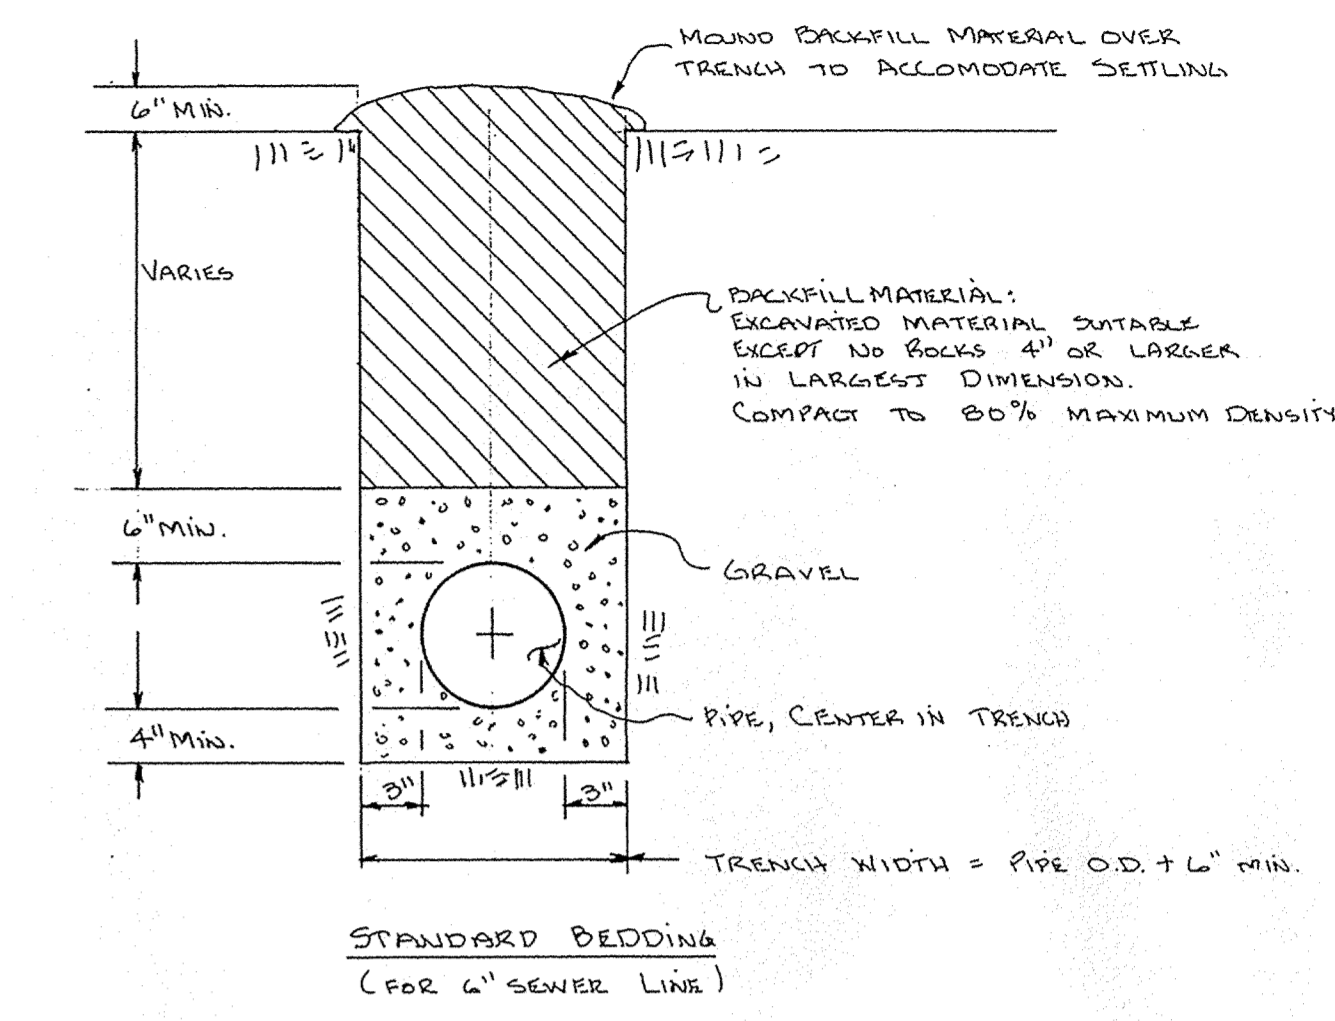 MOUND BACKFILL MATERIAL OVER
TRENCH TO ACCOMODATE SETTLING
6" MIN.
VARIES
BACKFILL MATERIAL:
EXCAVATED MATERIAL SUITABLE
EXCEPT NO ROCKS 4" OR LARGER
IN LARGEST DIMENSION.
COMPACT TO 80% MAXIMUM DENSITY
6" MIN.
GRAVEL
PIPE, CENTER IN TRENCH
4" MIN.
3" 3"
TRENCH WIDTH = PIPE O.D. + 6" MIN.
STANDARD BEDDING
(FOR 6" SEWER LINE)